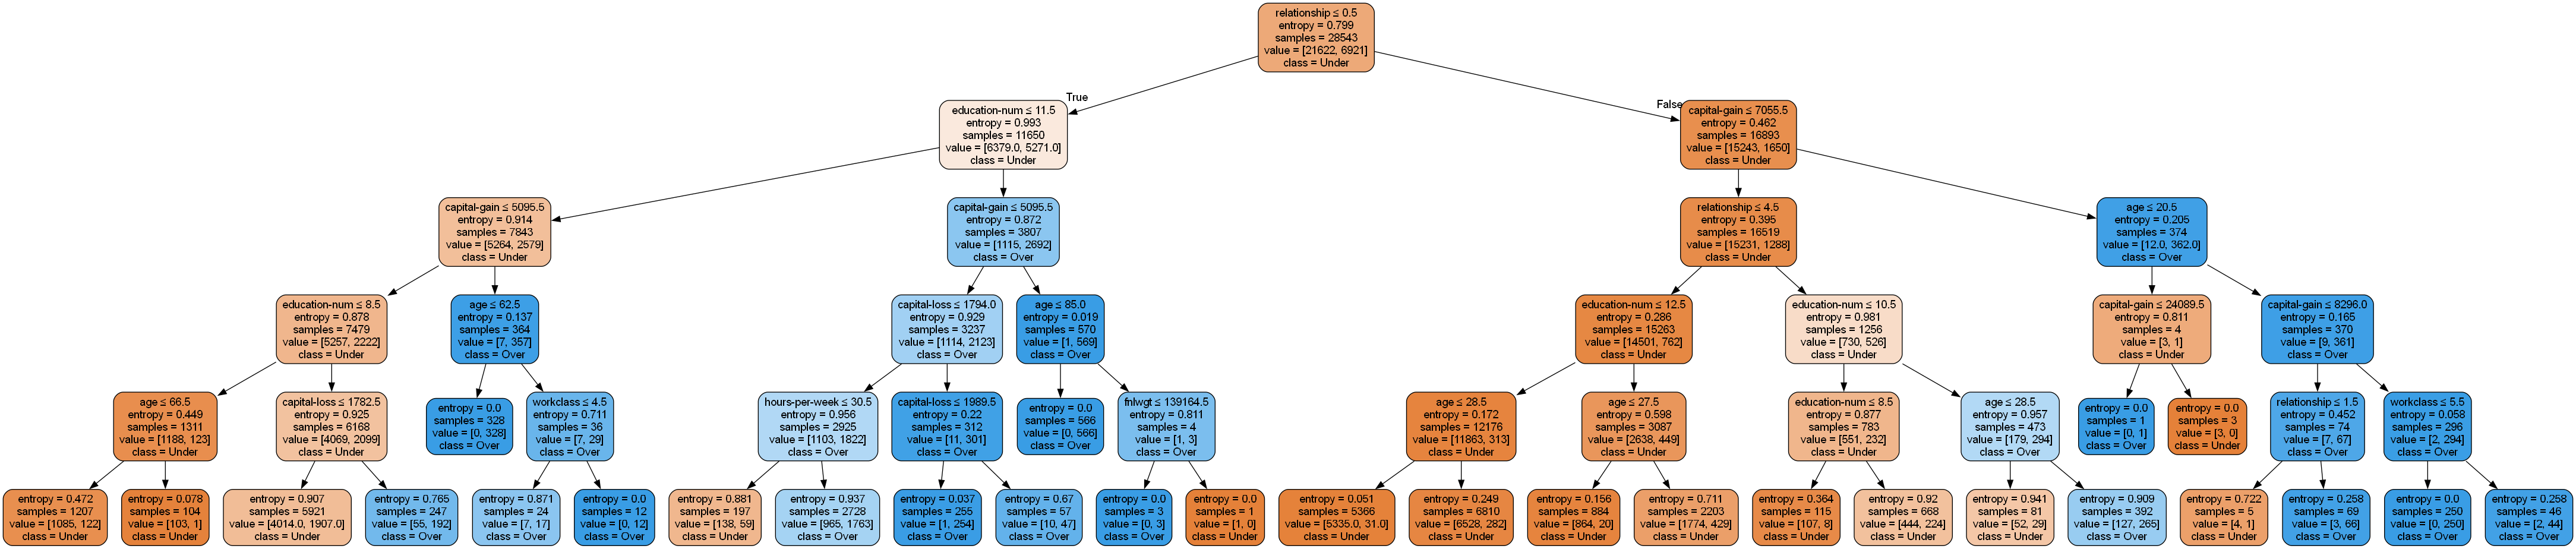 relationship ≤ 0.5
entropy = 0.799
samples = 28543
value = [21622, 6921]
class = Under
True
False
education-num ≤ 11.5
entropy = 0.993
samples = 11650
value = [6379.0, 5271.0]
class = Under
capital-gain ≤ 7055.5
entropy = 0.462
samples = 16893
value = [15243, 1650]
class = Under
capital-gain ≤ 5095.5
entropy = 0.914
samples = 7843
value = [5264, 2579]
class = Under
capital-gain ≤ 5095.5
entropy = 0.872
samples = 3807
value = [1115, 2692]
class = Over
relationship ≤ 4.5
entropy = 0.395
samples = 16519
value = [15231, 1288]
class = Under
age ≤ 20.5
entropy = 0.205
samples = 374
value = [12.0, 362.0]
class = Over
education-num ≤ 8.5
entropy = 0.878
samples = 7479
value = [5257, 2222]
class = Under
age ≤ 62.5
entropy = 0.137
samples = 364
value = [7, 357]
class = Over
capital-loss ≤ 1794.0
entropy = 0.929
samples = 3237
value = [1114, 2123]
class = Over
age ≤ 85.0
entropy = 0.019
samples = 570
value = [1, 569]
class = Over
education-num ≤ 12.5
entropy = 0.286
samples = 15263
value = [14501, 762]
class = Under
education-num ≤ 10.5
entropy = 0.981
samples = 1256
value = [730, 526]
class = Under
capital-gain ≤ 24089.5
entropy = 0.811
samples = 4
value = [3, 1]
class = Under
capital-gain ≤ 8296.0
entropy = 0.165
samples = 370
value = [9, 361]
class = Over
age ≤ 66.5
entropy = 0.449
samples = 1311
value = [1188, 123]
class = Under
capital-loss ≤ 1782.5
entropy = 0.925
samples = 6168
value = [4069, 2099]
class = Under
entropy = 0.0
samples = 328
value = [0, 328]
class = Over
workclass ≤ 4.5
entropy = 0.711
samples = 36
value = [7, 29]
class = Over
hours-per-week ≤ 30.5
entropy = 0.956
samples = 2925
value = [1103, 1822]
class = Over
capital-loss ≤ 1989.5
entropy = 0.22
samples = 312
value = [11, 301]
class = Over
entropy = 0.0
samples = 566
value = [0, 566]
class = Over
fnlwgt ≤ 139164.5
entropy = 0.811
samples = 4
value = [1, 3]
class = Over
age ≤ 28.5
entropy = 0.172
samples = 12176
value = [11863, 313]
class = Under
age ≤ 27.5
entropy = 0.598
samples = 3087
value = [2638, 449]
class = Under
education-num ≤ 8.5
entropy = 0.877
samples = 783
value = [551, 232]
class = Under
age ≤ 28.5
entropy = 0.957
samples = 473
value = [179, 294]
class = Over
entropy = 0.0
samples = 1
value = [0, 1]
class = Over
entropy = 0.0
samples = 3
value = [3, 0]
class = Under
relationship ≤ 1.5
entropy = 0.452
samples = 74
value = [7, 67]
class = Over
workclass ≤ 5.5
entropy = 0.058
samples = 296
value = [2, 294]
class = Over
entropy = 0.472
samples = 1207
value = [1085, 122]
class = Under
entropy = 0.078
samples = 104
value = [103, 1]
class = Under
entropy = 0.907
samples = 5921
value = [4014.0, 1907.0]
class = Under
entropy = 0.765
samples = 247
value = [55, 192]
class = Over
entropy = 0.871
samples = 24
value = [7, 17]
class = Over
entropy = 0.0
samples = 12
value = [0, 12]
class = Over
entropy = 0.881
samples = 197
value = [138, 59]
class = Under
entropy = 0.937
samples = 2728
value = [965, 1763]
class = Over
entropy = 0.037
samples = 255
value = [1, 254]
class = Over
entropy = 0.67
samples = 57
value = [10, 47]
class = Over
entropy = 0.0
samples = 3
value = [0, 3]
class = Over
entropy = 0.0
samples = 1
value = [1, 0]
class = Under
entropy = 0.051
samples = 5366
value = [5335.0, 31.0]
class = Under
entropy = 0.249
samples = 6810
value = [6528, 282]
class = Under
entropy = 0.156
samples = 884
value = [864, 20]
class = Under
entropy = 0.711
samples = 2203
value = [1774, 429]
class = Under
entropy = 0.364
samples = 115
value = [107, 8]
class = Under
entropy = 0.92
samples = 668
value = [444, 224]
class = Under
entropy = 0.941
samples = 81
value = [52, 29]
class = Under
entropy = 0.909
samples = 392
value = [127, 265]
class = Over
entropy = 0.722
samples = 5
value = [4, 1]
class = Under
entropy = 0.258
samples = 69
value = [3, 66]
class = Over
entropy = 0.0
samples = 250
value = [0, 250]
class = Over
entropy = 0.258
samples = 46
value = [2, 44]
class = Over